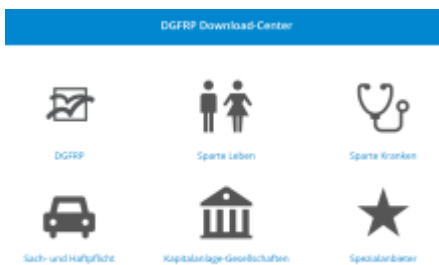 DGFRP Download-Center
DGFRP
Sparte Leben
Sparte Kranken
Sach- und Haftpflicht
Kapitalanlage-Gesellschaften
Spezialanbieter